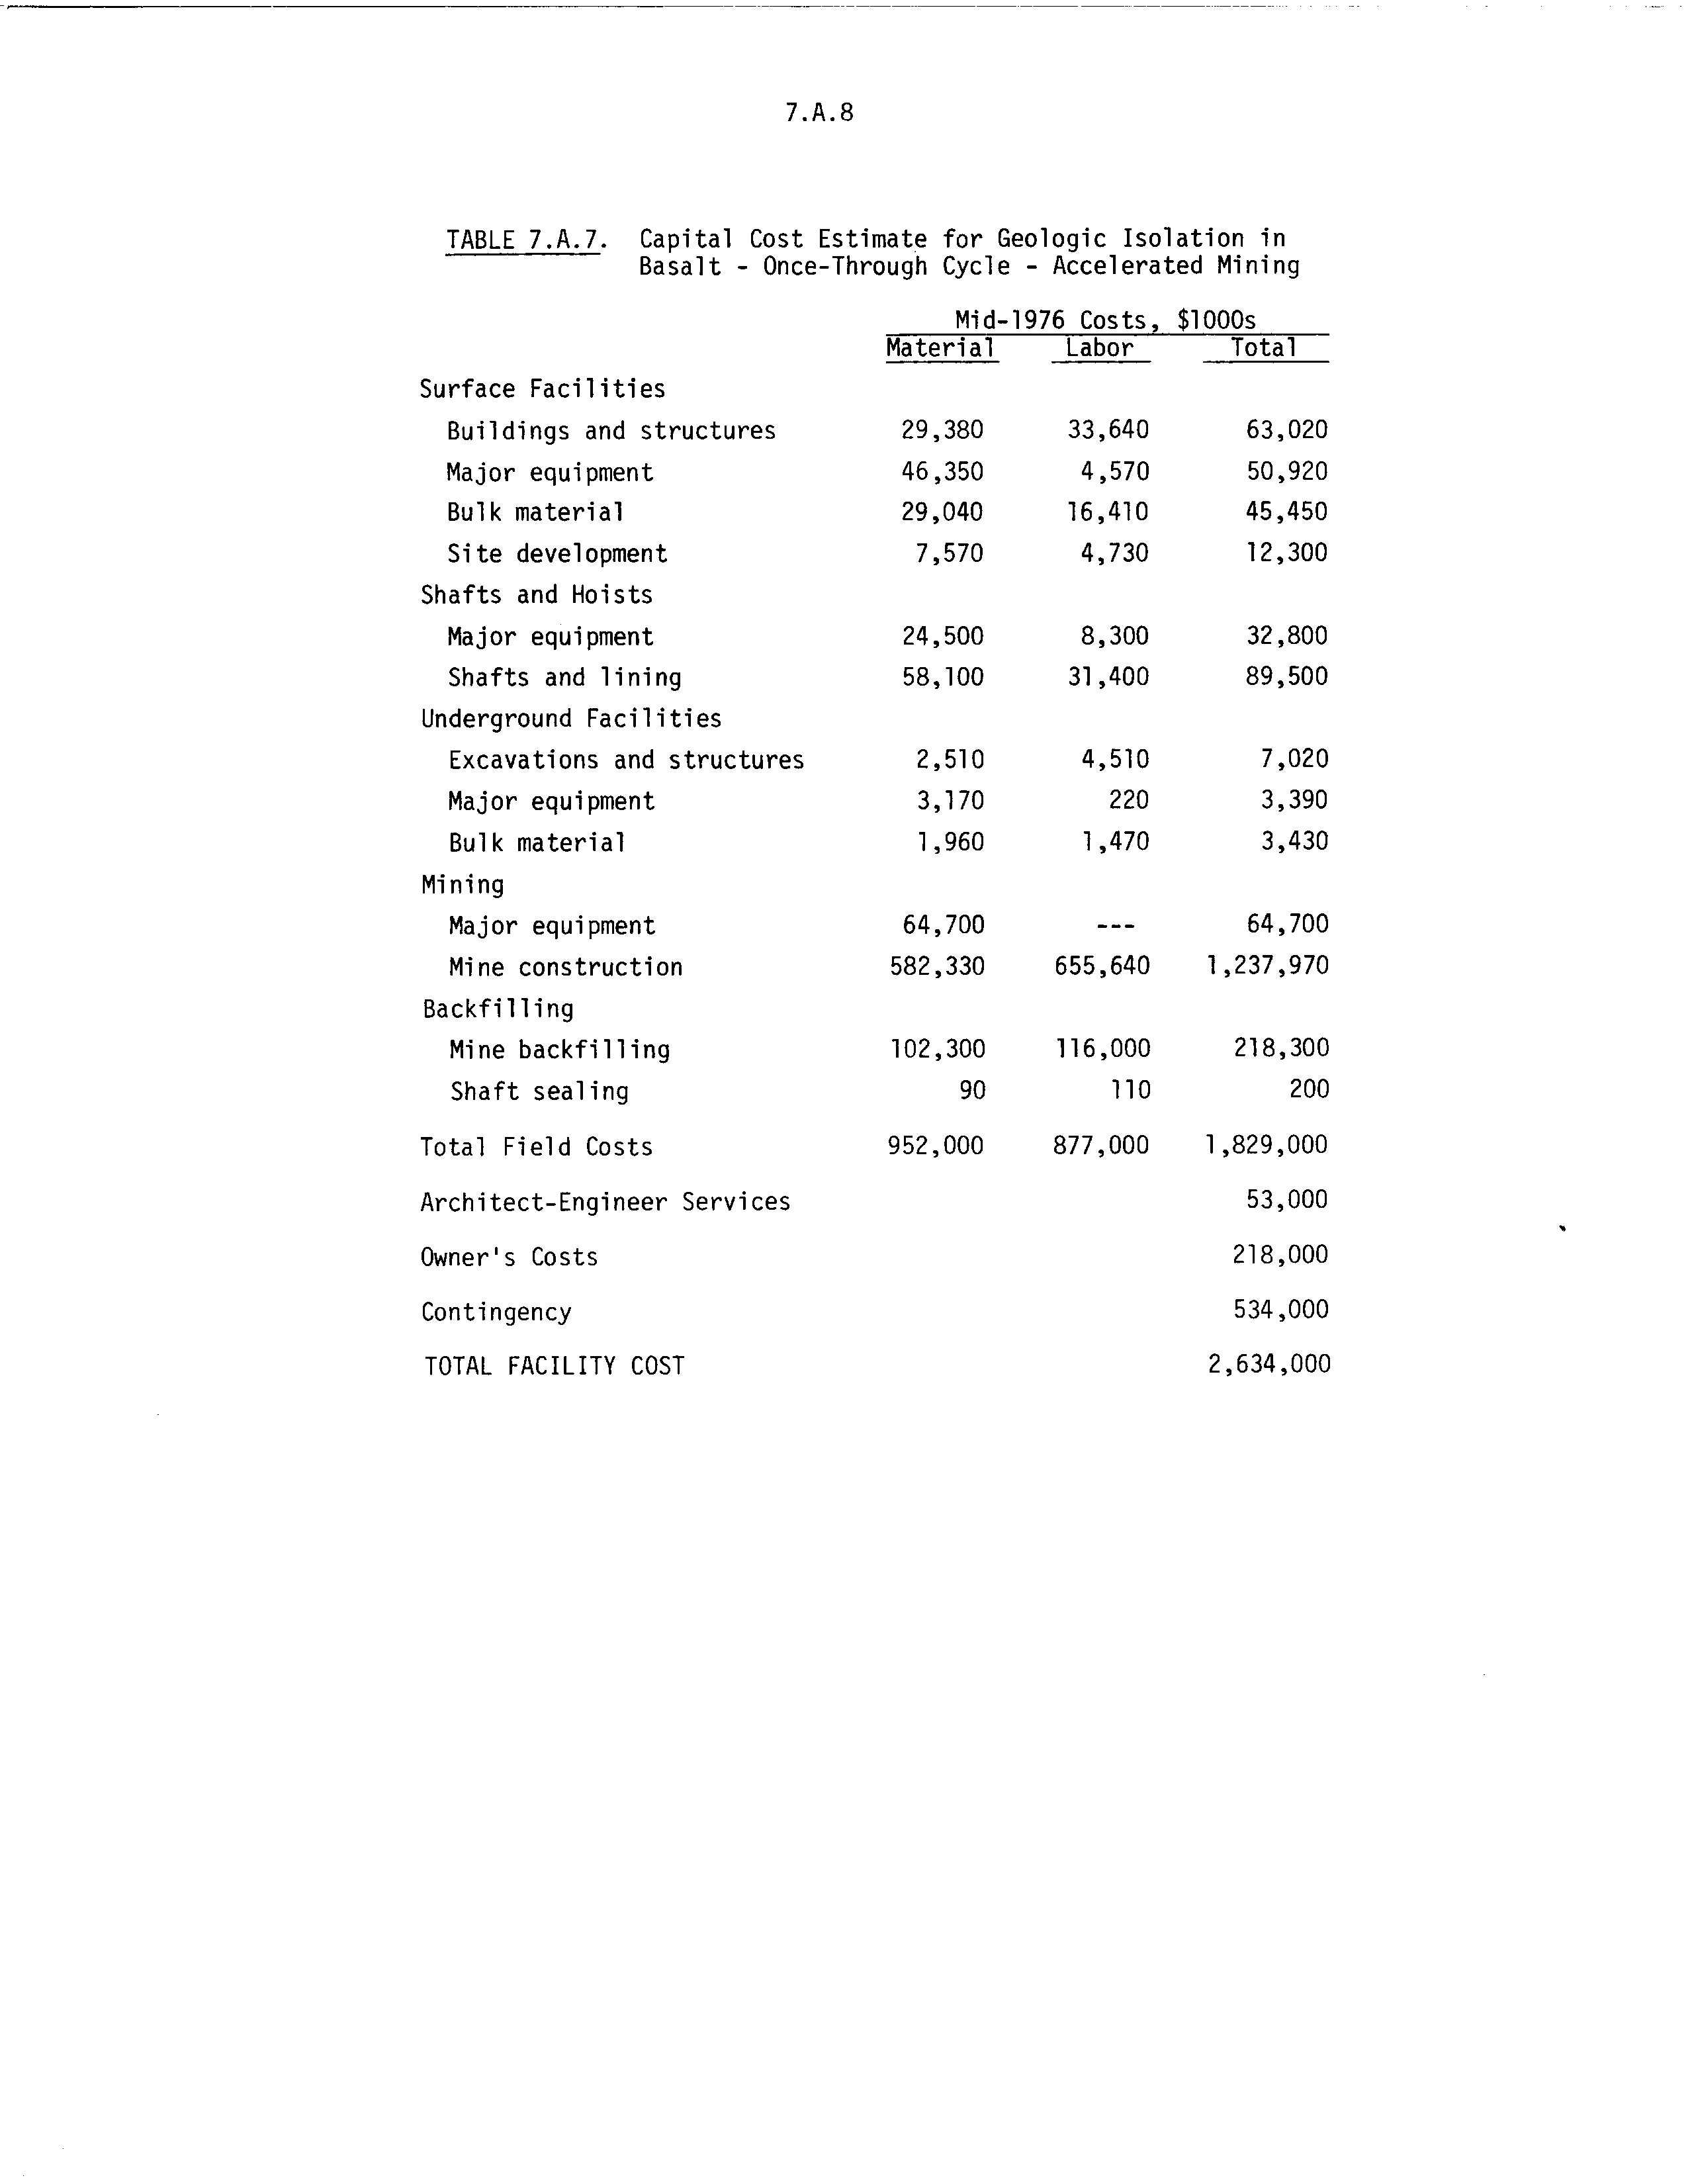 7.A.8
TABLE 7.A.7. Capital Cost Estimate for Geologic Isolation in
Basalt - Once-Through Cycle - Accelerated Mining
Mid-1976 Costs, $1000s
Material Labor Total
Surface Facilities
Buildings and structures 29,380 33,640 63,020
Major equipment 46,350 4,570 50,920
Bulk material 29,040 16,410 45,450
Site development 7,570 4,730 12,300
Shafts and Hoists
Major equipment 24,500 8,300 32,800
Shafts and lining 58,100 31,400 89,500
Underground Facilities
Excavations and structures 2,510 4,510 7,020
Major equipment 3,170 220 3,390
Bulk material 1,960 1,470 3,430
Mining
Major equipment 64,700 --- 64,700
Mine construction 582,330 655,640 1,237,970
Backfilling
Mine backfilling 102,300 116,000 218,300
Shaft sealing 90 110 200
Total Field Costs 952,000 877,000 1,829,000
Architect-Engineer Services 53,000
Owner's Costs 218,000
Contingency 534,000
TOTAL FACILITY COST 2,634,000